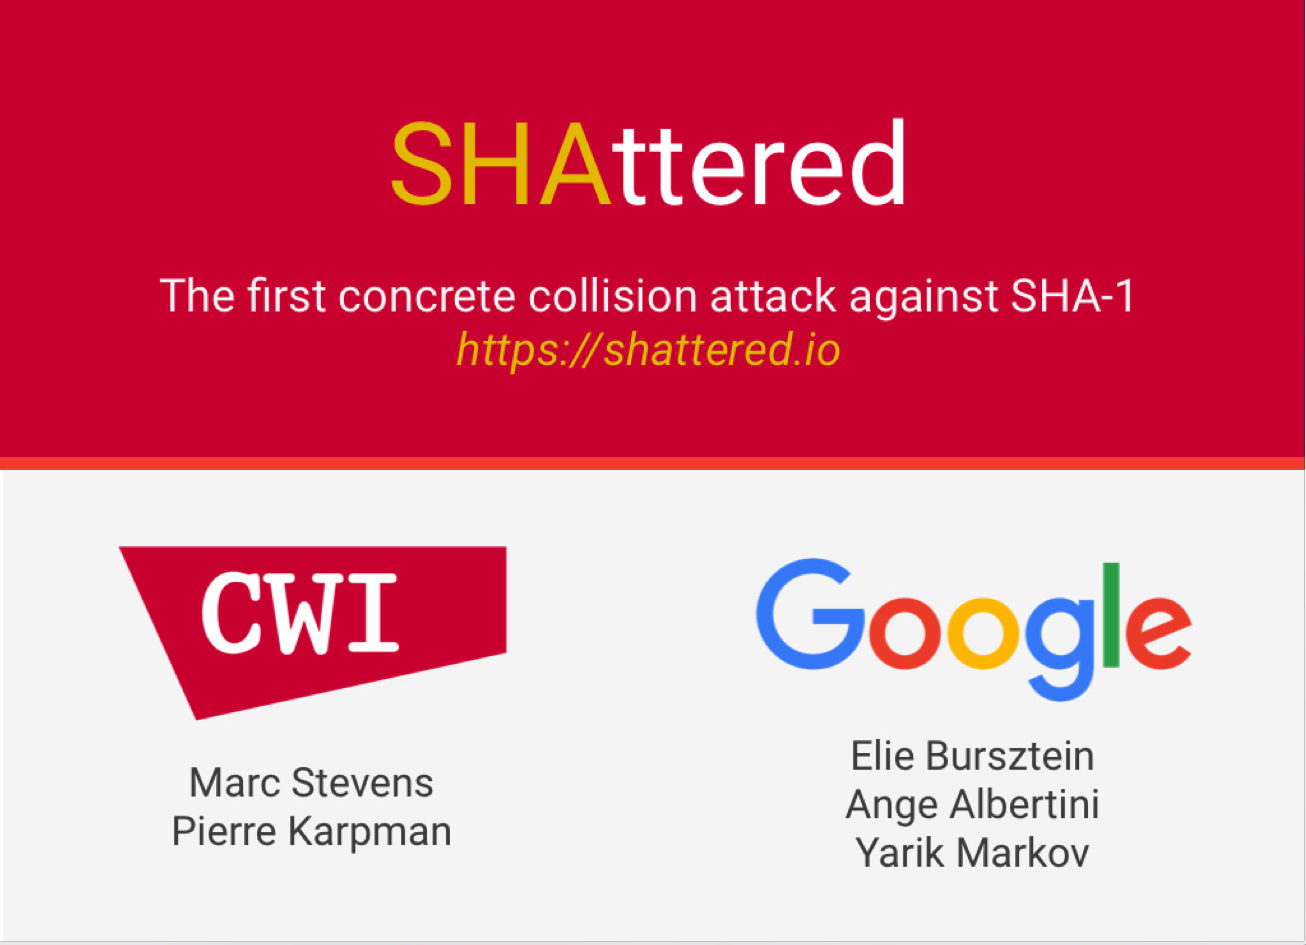 SHAttered
The first concrete collision attack against SHA-1
https://shattered.io
CWI
Marc Stevens
Pierre Karpman
Google
Elie Bursztein
Ange Albertini
Yarik Markov